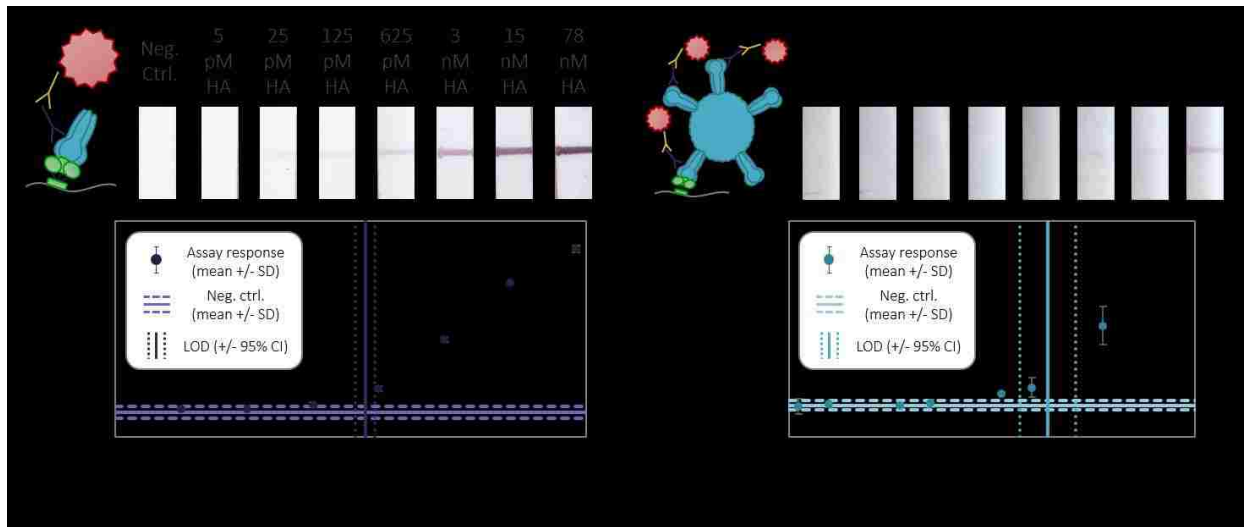 Neg.
Ctrl.
5
pM
HA
25
pM
HA
125
pM
HA
625
pM
HA
3
nM
HA
15
nM
HA
78
nM
HA
Assay response
(mean +/- SD)
Neg. ctrl.
(mean +/- SD)
LOD (+/- 95% CI)
Assay response
(mean +/- SD)
Neg. ctrl.
(mean +/- SD)
LOD (+/- 95% CI)